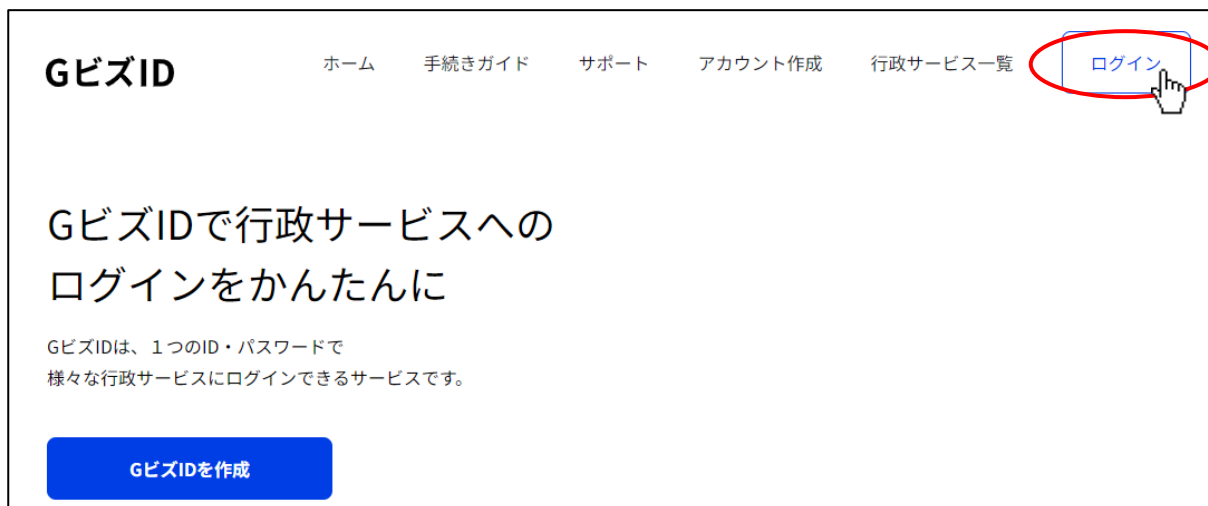 GビズID
ホーム 手続きガイド サポート アカウント作成 行政サービス一覧 ログイン
GビズIDで行政サービスへの
ログインをかんたんに
GビズIDは、１つのID・パスワードで
様々な行政サービスにログインできるサービスです。
GビズIDを作成